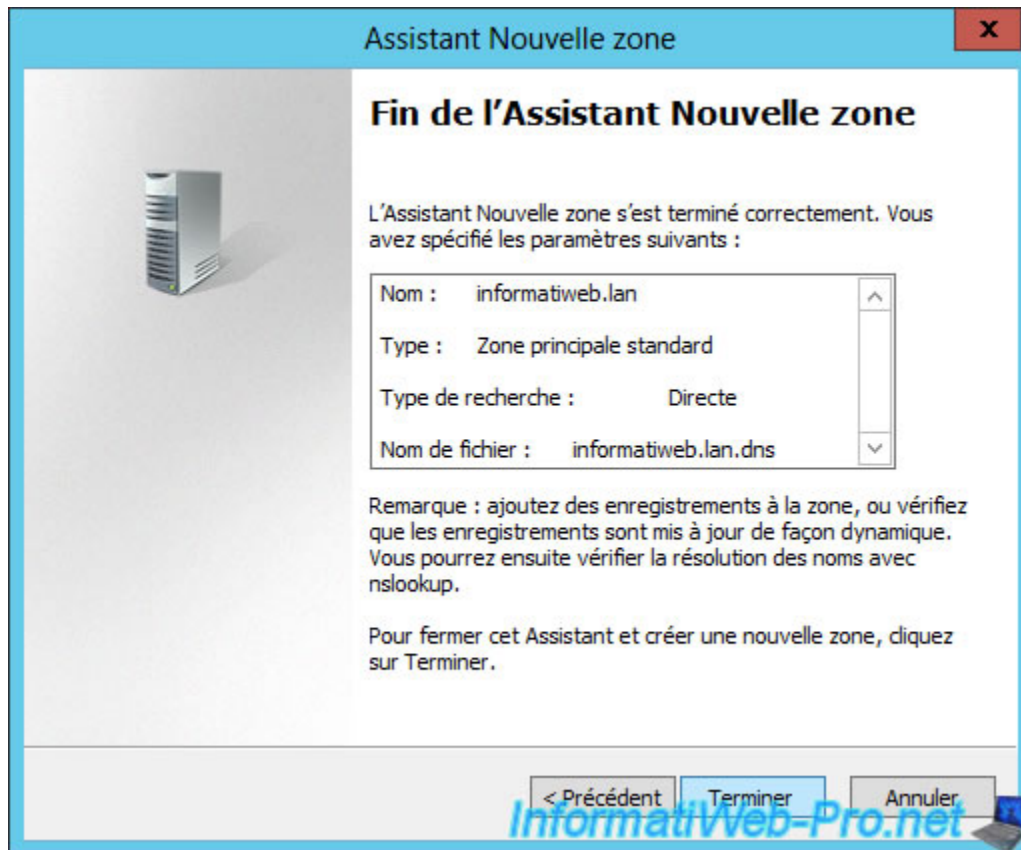 Assistant Nouvelle zone
x
Fin de l'Assistant Nouvelle zone
L'Assistant Nouvelle zone s'est terminé correctement. Vous
avez spécifié les paramètres suivants :
Nom : informatiweb.lan
Type : Zone principale standard
Type de recherche : Directe
Nom de fichier : informatiweb.lan.dns
Remarque : ajoutez des enregistrements à la zone, ou vérifiez
que les enregistrements sont mis à jour de façon dynamique.
Vous pourrez ensuite vérifier la résolution des noms avec
nslookup.
Pour fermer cet Assistant et créer une nouvelle zone, cliquez
sur Terminer.
< Précédent Terminer Annuler
InformatiWeb-Pro.net